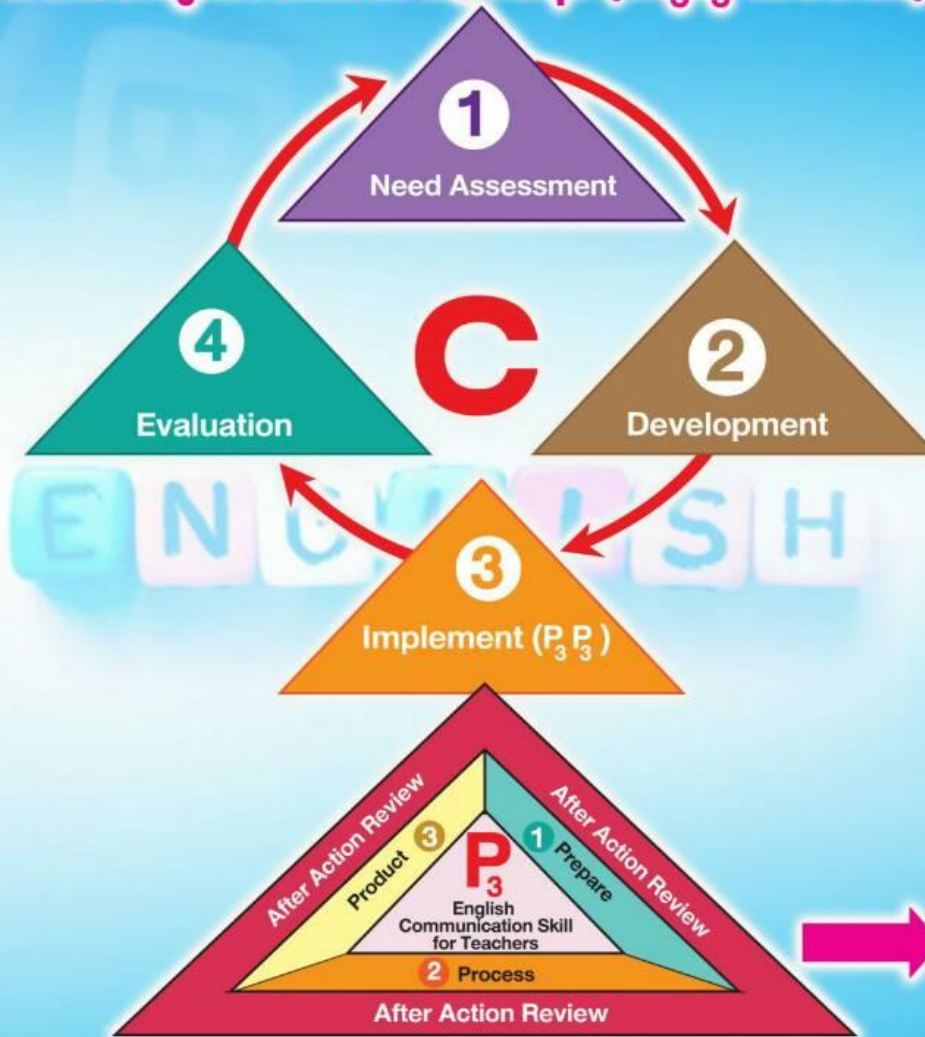 1
Need Assessment
4
Evaluation
C
2
Development
ENGLISH
3
Implement (P₃P₃)
After Action Review
After Action Review
Product 3
1 Prepare
P₃
English
Communication Skill
for Teachers
2 Process
After Action Review